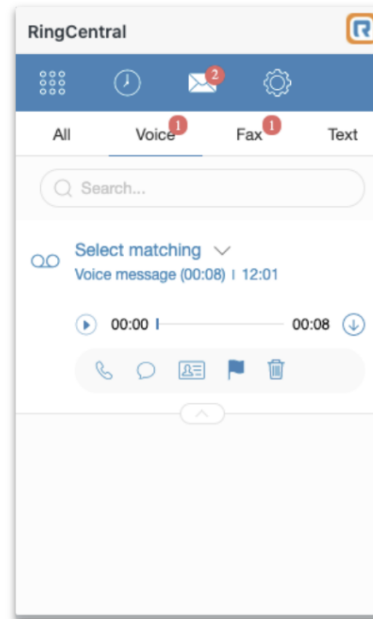 RingCentral
2
All Voice 1 Fax 1 Text
Search...
Select matching
Voice message (00:08) | 12:01
00:00 00:08